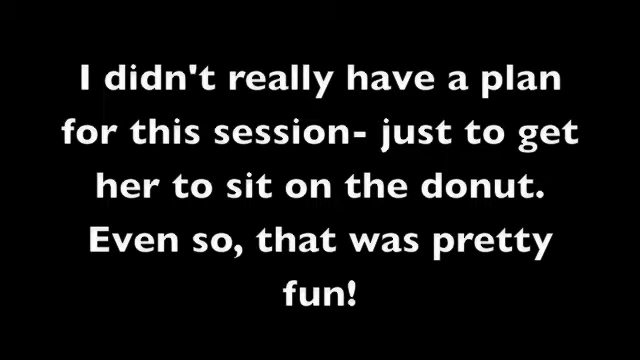 I didn't really have a plan
for this session- just to get
her to sit on the donut.
Even so, that was pretty
fun!